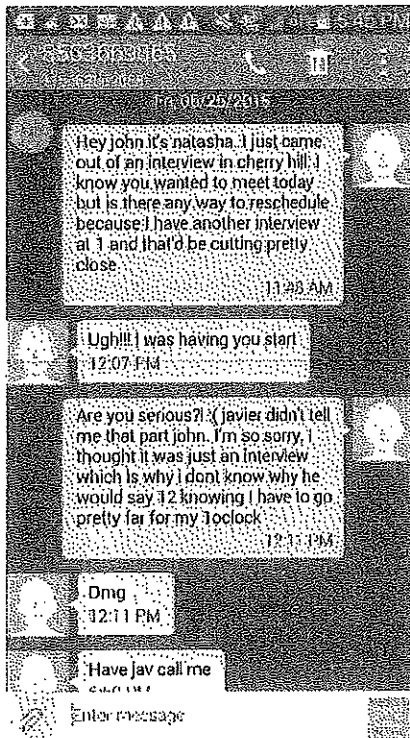 5:45 PM
Hey john it's natasha. I just came
out of an interview in cherry hill. I
know you wanted to meet today
but is there any way to reschedule
because I have another interview
at 1 and that'd be cutting pretty
close
11:48 AM
Ugh!!! I was having you start
12:07 PM
Are you serious?! :( javier didn't tell
me that part john. I'm so sorry, I
thought it was just an interview
which is why i dont know why he
would say 12 knowing I have to go
pretty far for my 1oclock
12:11 PM
Omg
12:11 PM
Have jav call me
Enter message